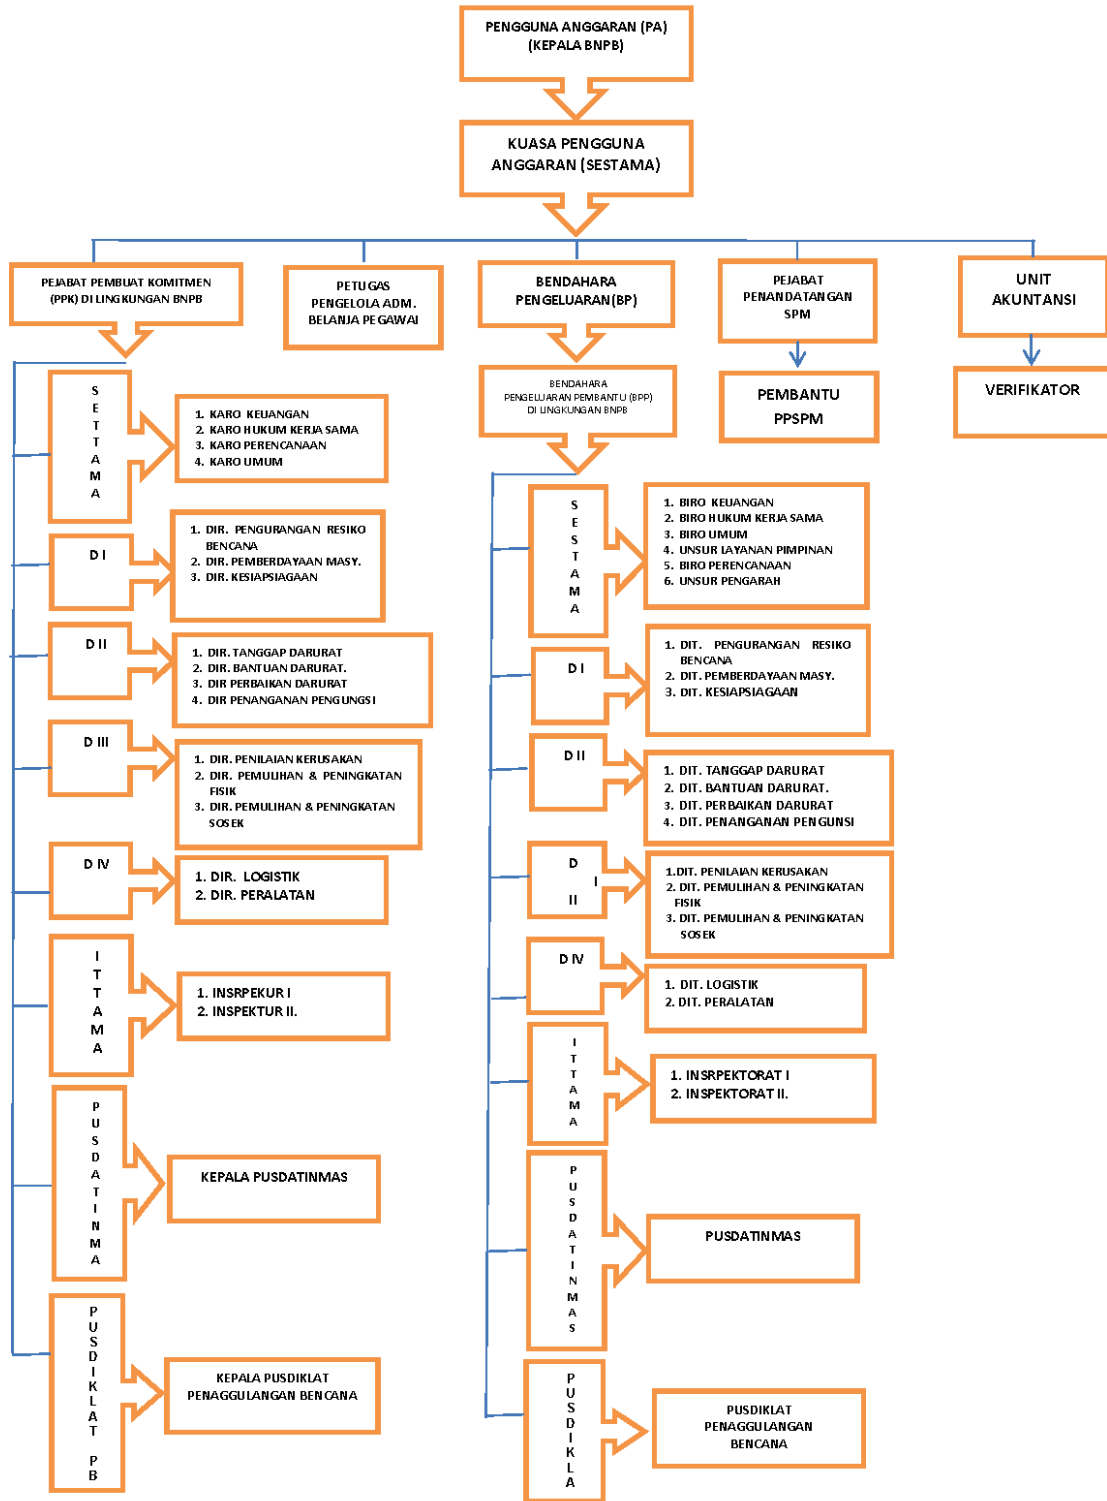 PENGGUNA ANGGARAN (PA)
(KEPALA BNPB)
KUASA PENGGUNA
ANGGARAN (SESTAMA)
PEJABAT PEMBUAT KOMITMEN
(PPK) DI LINGKUNGAN BNPB
PETUGAS
PENGELOLA ADM.
BELANJA PEGAWAI
BENDAHARA
PENGELUARAN(BP)
PEJABAT
PENANDATANGAN
SPM
UNIT
AKUNTANSI
BENDAHARA
PENGELUARAN PEMBANTU (BPP)
DI LINGKUNGAN BNPB
PEMBANTU
PPSPM
VERIFIKATOR
S
E
T
T
A
M
A
1. KARO KEUANGAN
2. KARO HUKUM KERJA SAMA
3. KARO PERENCANAAN
4. KARO UMUM
D I
1. DIR. PENGURANGAN RESIKO
BENCANA
2. DIR. PEMBERDAYAAN MASY.
3. DIR. KESIAPSIAGAAN
D II
1. DIR. TANGGAP DARURAT
2. DIR. BANTUAN DARURAT.
3. DIR PERBAIKAN DARURAT
4. DIR PENANGANAN PENGUNGSI
D III
1. DIR. PENILAIAN KERUSAKAN
2. DIR. PEMULIHAN & PENINGKATAN
FISIK
3. DIR. PEMULIHAN & PENINGKATAN
SOSEK
D IV
1. DIR. LOGISTIK
2. DIR. PERALATAN
I
T
T
A
M
A
1. INSRPEKUR I
2. INSPEKTUR II.
P
U
S
D
A
T
I
N
M
A
KEPALA PUSDATINMAS
P
U
S
D
I
K
L
A
T
P
B
KEPALA PUSDIKLAT
PENAGGULANGAN BENCANA
S
E
S
T
A
M
A
1. BIRO KEUANGAN
2. BIRO HUKUM KERJA SAMA
3. BIRO UMUM
4. UNSUR LAYANAN PIMPINAN
5. BIRO PERENCANAAN
6. UNSUR PENGARAH
D I
1. DIT. PENGURANGAN RESIKO
BENCANA
2. DIT. PEMBERDAYAAN MASY.
3. DIT. KESIAPSIAGAAN
D II
1. DIT. TANGGAP DARURAT
2. DIT. BANTUAN DARURAT.
3. DIT. PERBAIKAN DARURAT
4. DIT. PENANGANAN PENGUNSI
D
I
II
1.DIT. PENILAIAN KERUSAKAN
2. DIT. PEMULIHAN & PENINGKATAN
FISIK
3. DIT. PEMULIHAN & PENINGKATAN
SOSEK
D IV
1. DIT. LOGISTIK
2. DIT. PERALATAN
I
T
T
A
M
A
1. INSRPEKTORAT I
2. INSPEKTORAT II.
P
U
S
D
A
T
I
N
M
A
S
PUSDATINMAS
P
U
S
D
I
K
L
A
PUSDIKLAT
PENAGGULANGAN
BENCANA